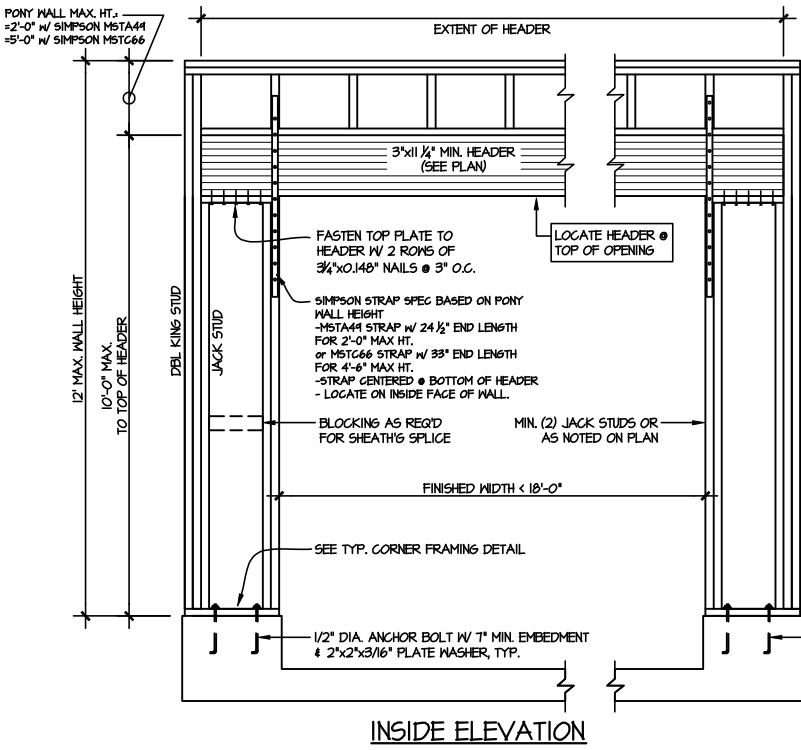 PONY WALL MAX. HT.:
=2'-0" W/ SIMPSON MSTA49
=5'-0" W/ SIMPSON MSTC66
EXTENT OF HEADER
3"x11 1/4" MIN. HEADER
(SEE PLAN)
FASTEN TOP PLATE TO
HEADER W/ 2 ROWS OF
3 1/4"x0.148" NAILS @ 3" O.C.
LOCATE HEADER @
TOP OF OPENING
SIMPSON STRAP SPEC BASED ON PONY
WALL HEIGHT
-MSTA49 STRAP W/ 24 1/2" END LENGTH
FOR 2'-0" MAX HT.
or MSTC66 STRAP W/ 33" END LENGTH
FOR 4'-6" MAX HT.
-STRAP CENTERED @ BOTTOM OF HEADER
- LOCATE ON INSIDE FACE OF WALL.
12' MAX. WALL HEIGHT
10'-0" MAX.
TO TOP OF HEADER
DBL KING STUD
JACK STUD
BLOCKING AS REQ'D
FOR SHEATH'G SPLICE
MIN. (2) JACK STUDS OR
AS NOTED ON PLAN
FINISHED WIDTH < 18'-0"
SEE TYP. CORNER FRAMING DETAIL
1/2" DIA. ANCHOR BOLT W/ 7" MIN. EMBEDMENT
& 2"x2"x3/16" PLATE WASHER, TYP.
INSIDE ELEVATION